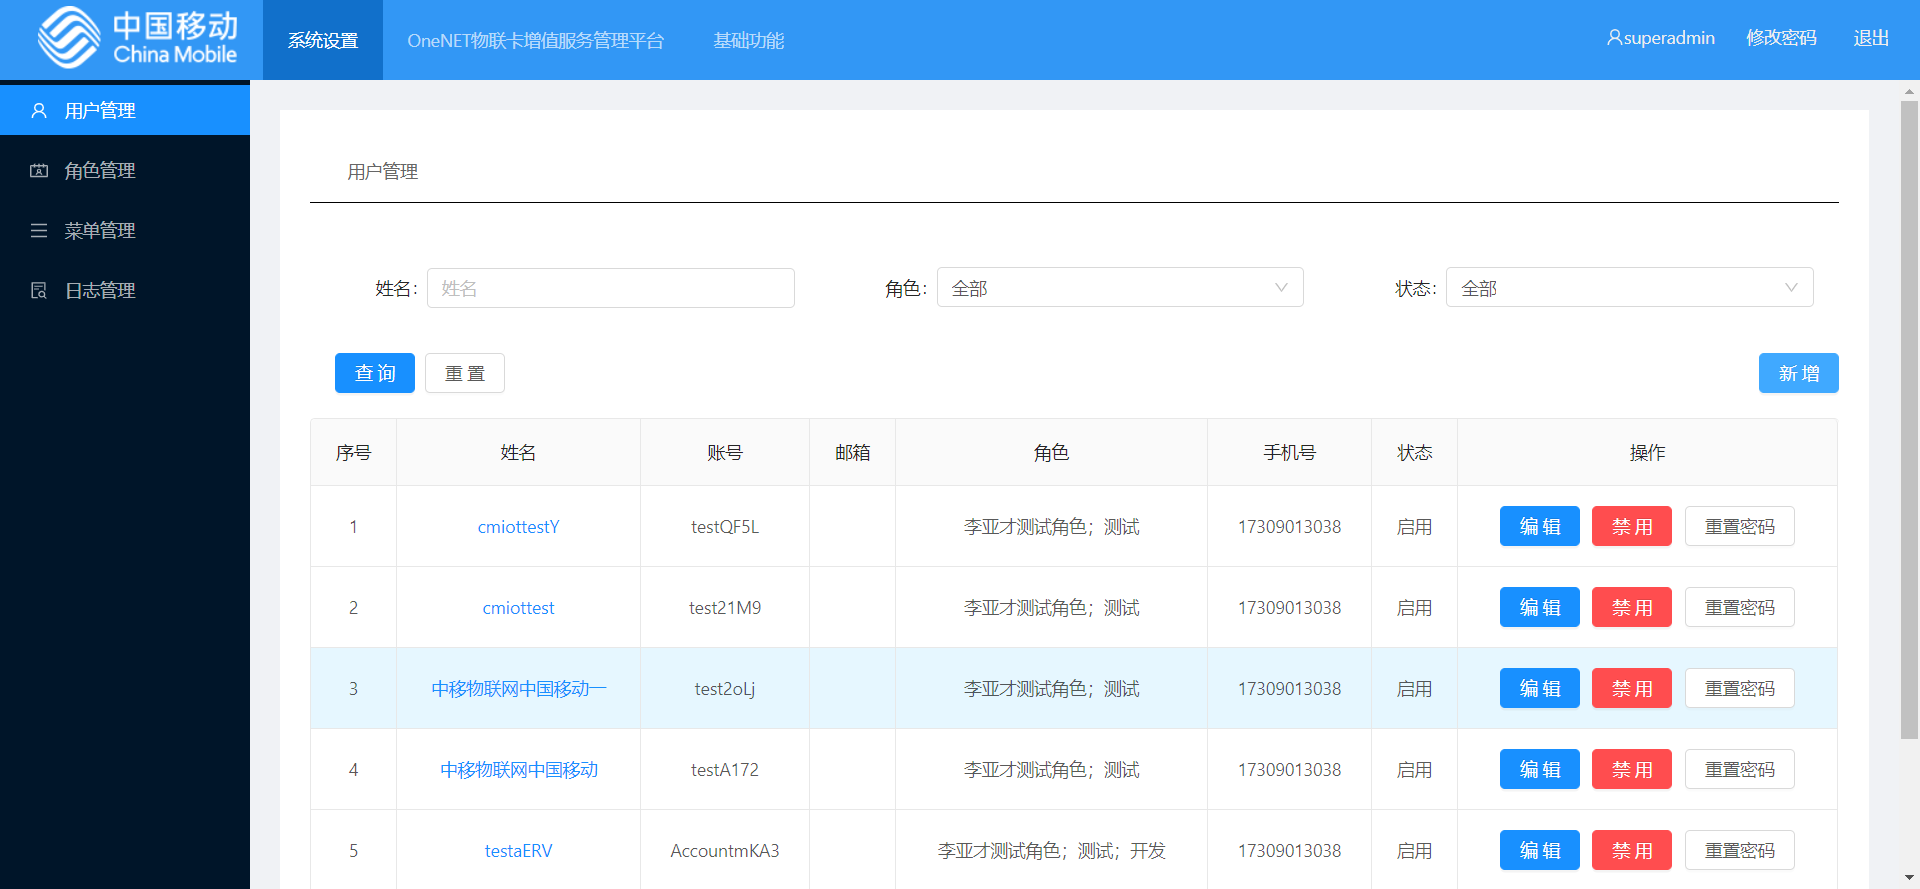 中国移动
China Mobile
系统设置
OneNET物联卡增值服务管理平台
基础功能
superadmin
修改密码
退出
用户管理
角色管理
菜单管理
日志管理
用户管理
姓名: 姓名
角色: 全部
状态: 全部
查 询
重 置
新 增
序号 姓名 账号 邮箱 角色 手机号 状态 操作
1 cmiottestY testQF5L 李亚才测试角色；测试 17309013038 启用 编 辑 禁 用 重置密码
2 cmiottest test21M9 李亚才测试角色；测试 17309013038 启用 编 辑 禁 用 重置密码
3 中移物联网中国移动一 test2oLj 李亚才测试角色；测试 17309013038 启用 编 辑 禁 用 重置密码
4 中移物联网中国移动 testA172 李亚才测试角色；测试 17309013038 启用 编 辑 禁 用 重置密码
5 testaERV AccountmKA3 李亚才测试角色；测试；开发 17309013038 启用 编 辑 禁 用 重置密码